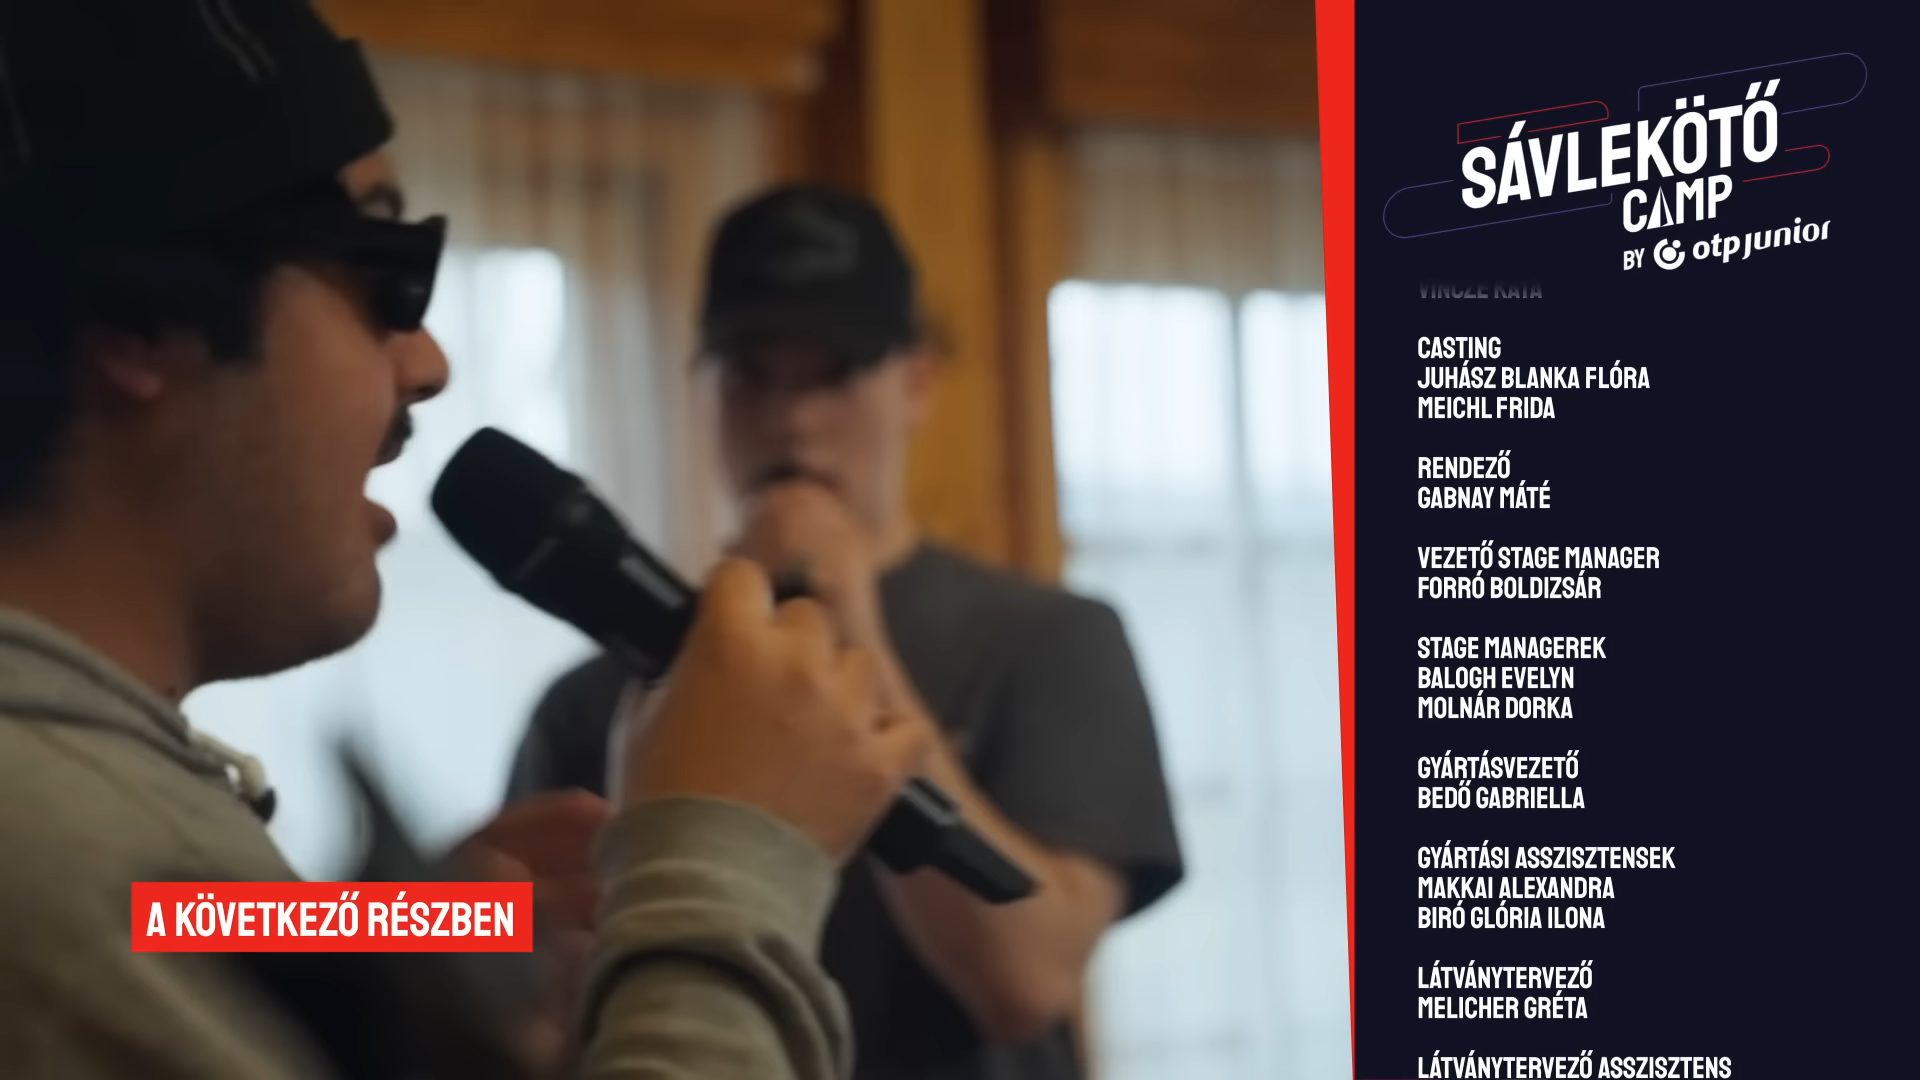 A KÖVETKEZŐ RÉSZBEN
SÁVLEKÖTŐ
CAMP
BY otp junior
VINCZE KATA
CASTING
JUHÁSZ BLANKA FLÓRA
MEICHL FRIDA
RENDEZŐ
GABNAY MÁTÉ
VEZETŐ STAGE MANAGER
FORRÓ BOLDIZSÁR
STAGE MANAGEREK
BALOGH EVELYN
MOLNÁR DORKA
GYÁRTÁSVEZETŐ
BEDŐ GABRIELLA
GYÁRTÁSI ASSZISZTENSEK
MAKKAI ALEXANDRA
BIRÓ GLÓRIA ILONA
LÁTVÁNYTERVEZŐ
MELICHER GRÉTA
LÁTVÁNYTERVEZŐ ASSZISZTENS